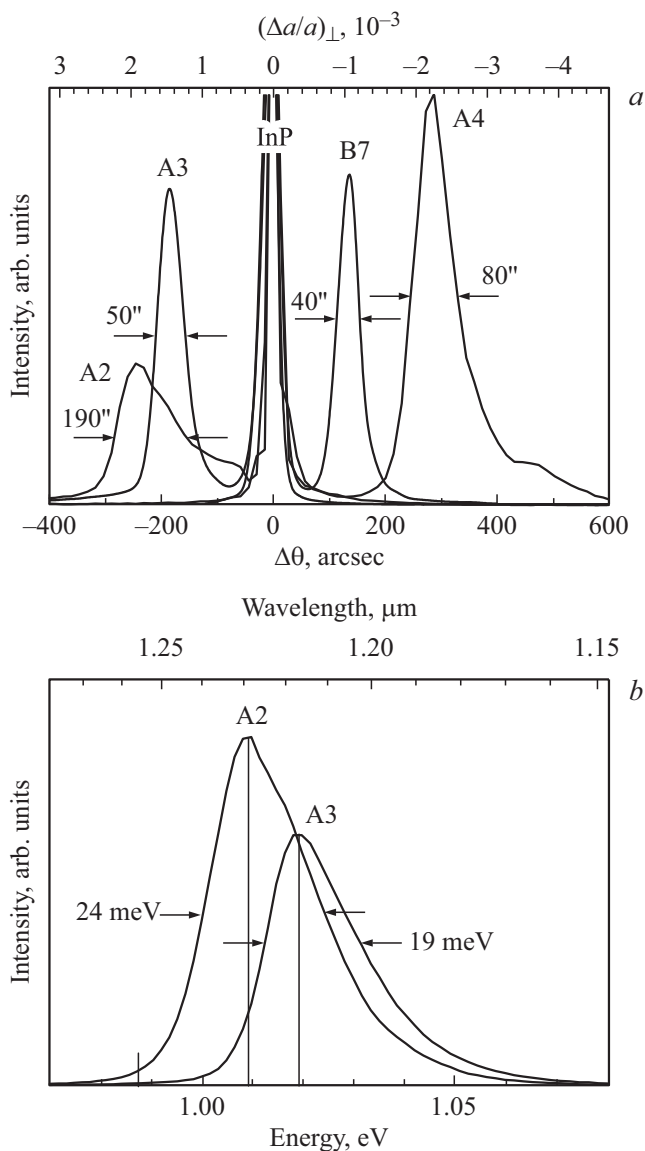 (Δa/a)⊥, 10⁻³
3 2 1 0 –1 –2 –3 –4
a
A4
InP
B7
A3
80"
50"
40"
A2
190"
Intensity, arb. units
–400 –200 0 200 400 600
Δθ, arcsec
Wavelength, μm
1.25 1.20 1.15
b
A2
A3
24 meV
19 meV
Intensity, arb. units
1.00 1.05
Energy, eV